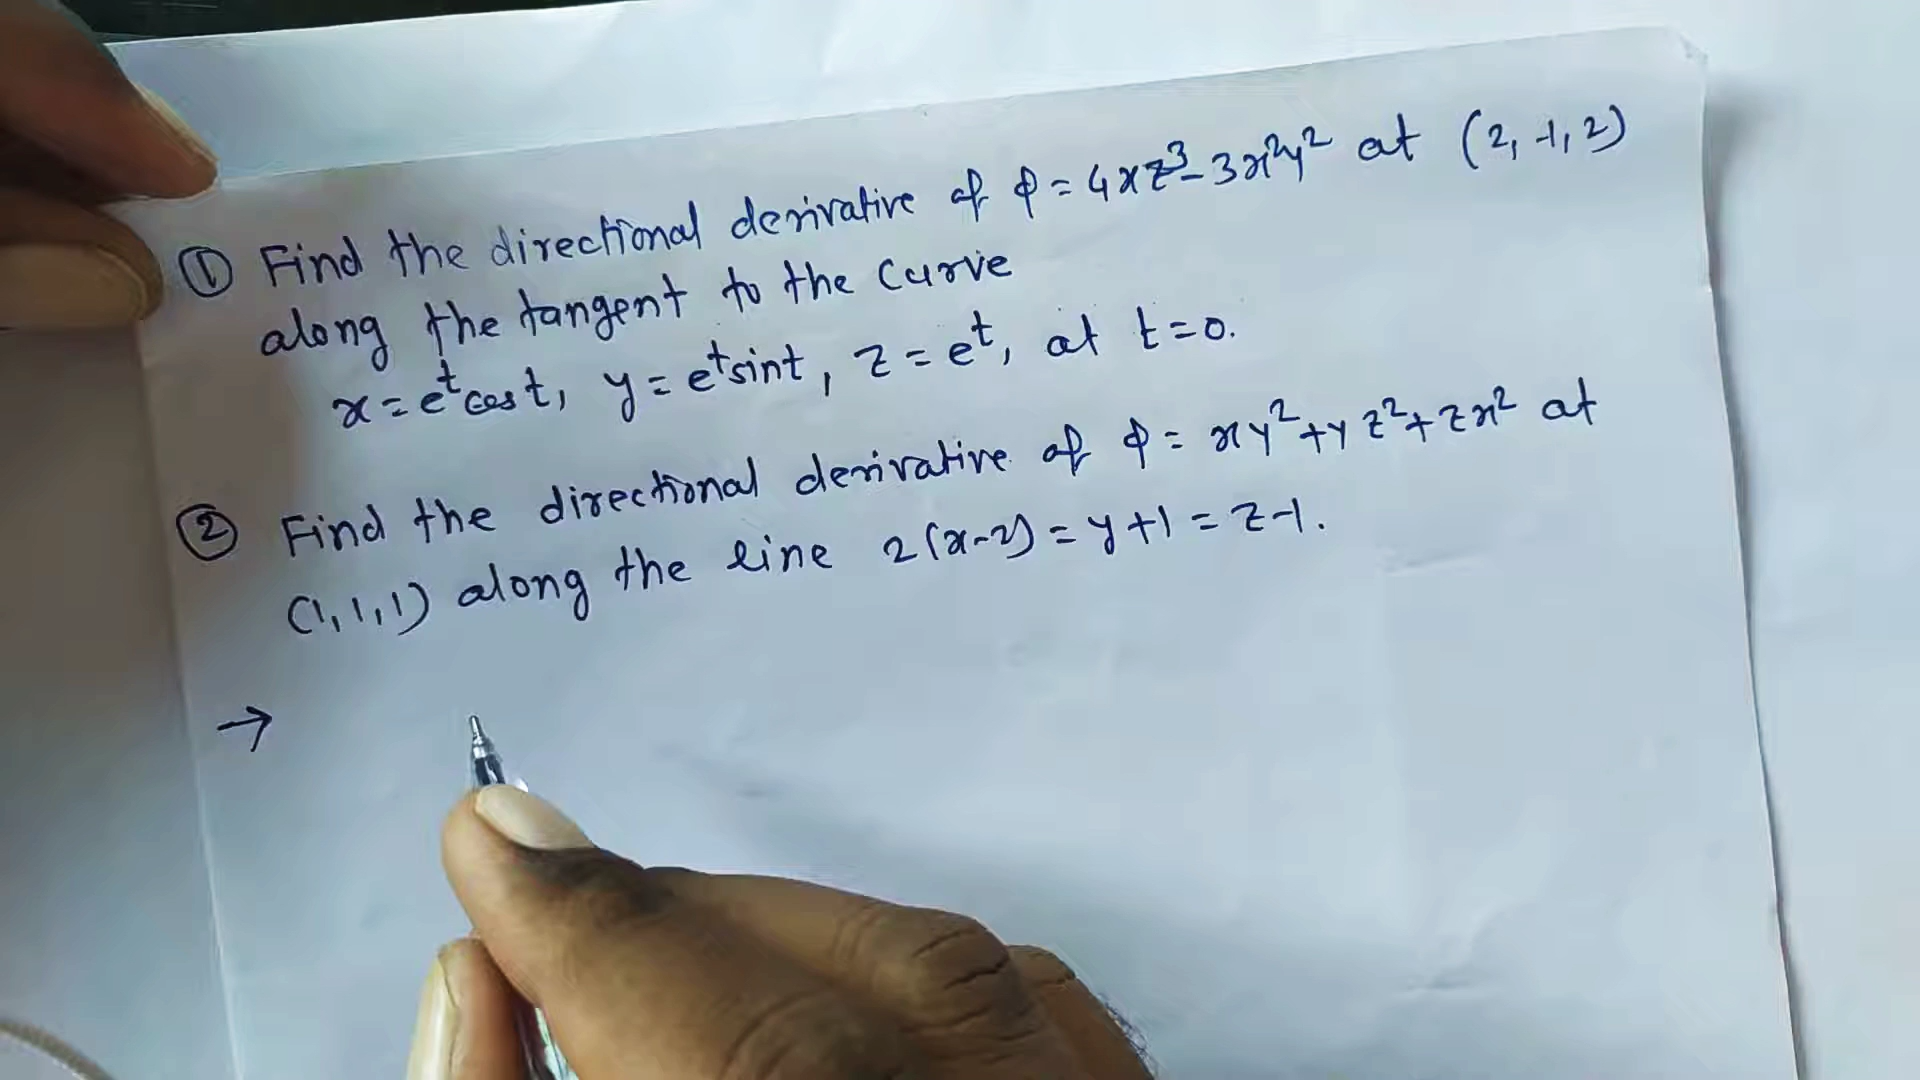 ① Find the directional derivative of φ = 4xz³ - 3x²y² at (2, -1, 2)
along the tangent to the curve
x = eᵗcost, y = eᵗsint, z = eᵗ, at t=0.
② Find the directional derivative of φ = xy² + yz² + zx² at
(1,1,1) along the line 2(x-2) = y+1 = z-1.
→